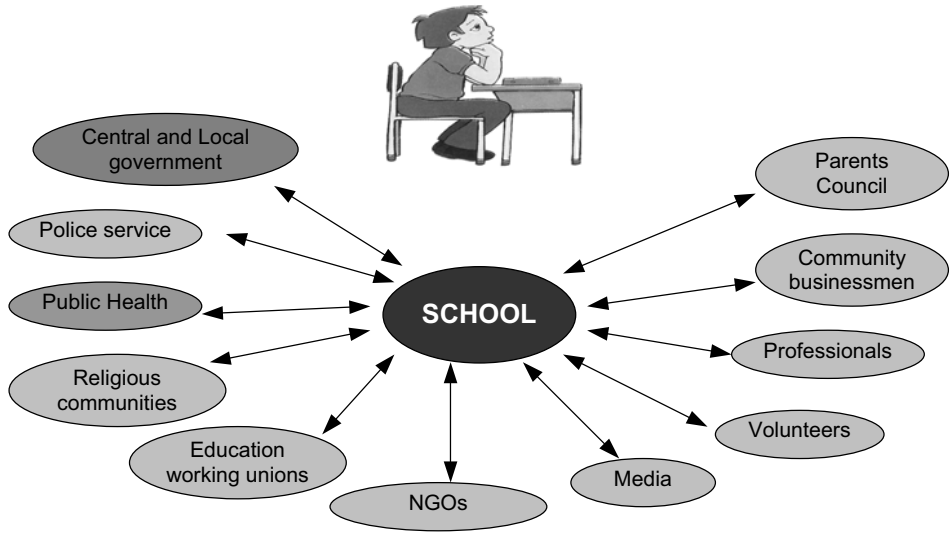 Central and Local
government
Parents
Council
Police service
Community
businessmen
Public Health
SCHOOL
Professionals
Religious
communities
Volunteers
Education
working unions
Media
NGOs